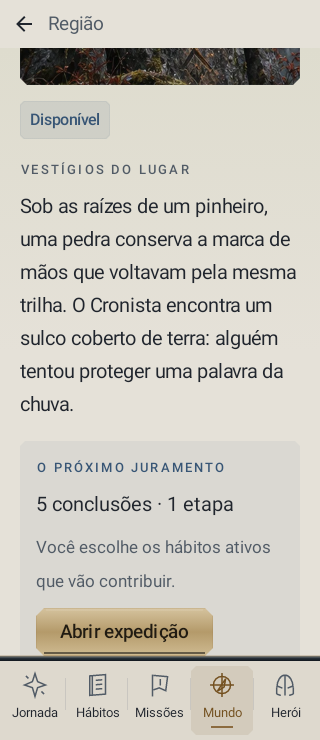 Região
Disponível
VESTÍGIOS DO LUGAR
Sob as raízes de um pinheiro,
uma pedra conserva a marca de
mãos que voltavam pela mesma
trilha. O Cronista encontra um
sulco coberto de terra: alguém
tentou proteger uma palavra da
chuva.
O PRÓXIMO JURAMENTO
5 conclusões · 1 etapa
Você escolhe os hábitos ativos
que vão contribuir.
Abrir expedição
Jornada Hábitos Missões Mundo Herói